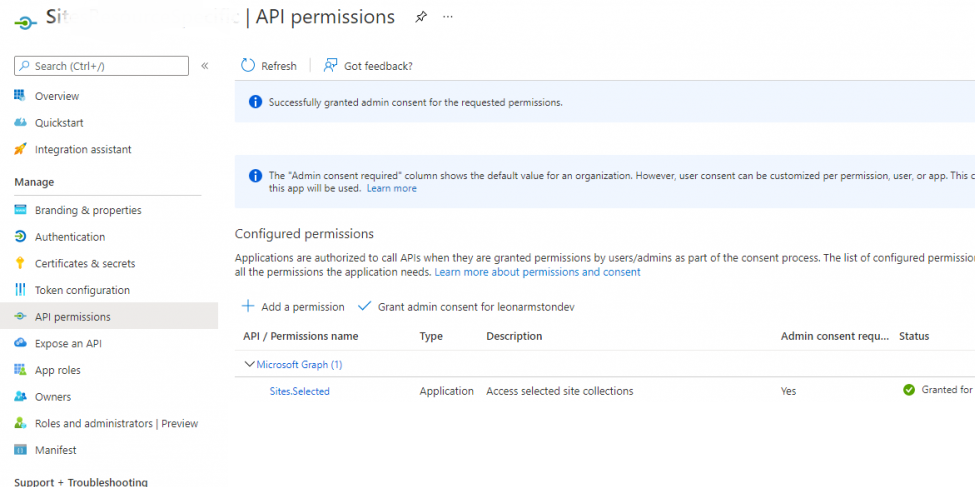 Sit | API permissions
Search (Ctrl+/)
Refresh
Got feedback?
Overview
Quickstart
Integration assistant
Manage
Branding & properties
Authentication
Certificates & secrets
Token configuration
API permissions
Expose an API
App roles
Owners
Roles and administrators | Preview
Manifest
Support + Troubleshooting
Successfully granted admin consent for the requested permissions.
The "Admin consent required" column shows the default value for an organization. However, user consent can be customized per permission, user, or app. This c
this app will be used. Learn more
Configured permissions
Applications are authorized to call APIs when they are granted permissions by users/admins as part of the consent process. The list of configured permission
all the permissions the application needs. Learn more about permissions and consent
Add a permission
Grant admin consent for leonarmstondev
API / Permissions name Type Description Admin consent requ... Status
Microsoft Graph (1)
Sites.Selected Application Access selected site collections Yes Granted for